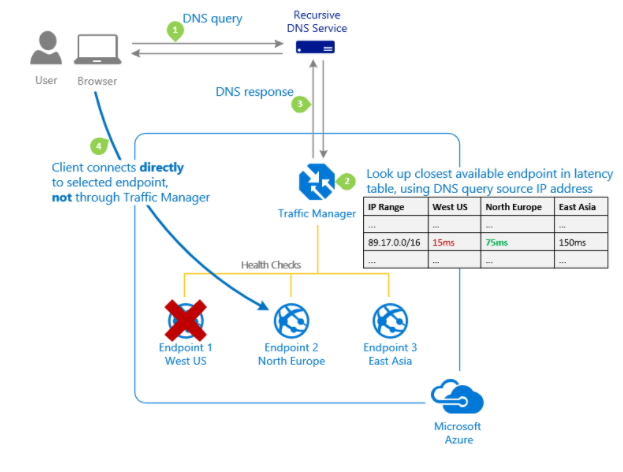 1
DNS query
Recursive
DNS Service
User
Browser
DNS response
3
4
Client connects directly
to selected endpoint,
not through Traffic Manager
2
Traffic Manager
Look up closest available endpoint in latency
table, using DNS query source IP address
IP Range West US North Europe East Asia
... ... ... ...
89.17.0.0/16 15ms 75ms 150ms
... ... ... ...
Health Checks
Endpoint 1
West US
Endpoint 2
North Europe
Endpoint 3
East Asia
Microsoft
Azure